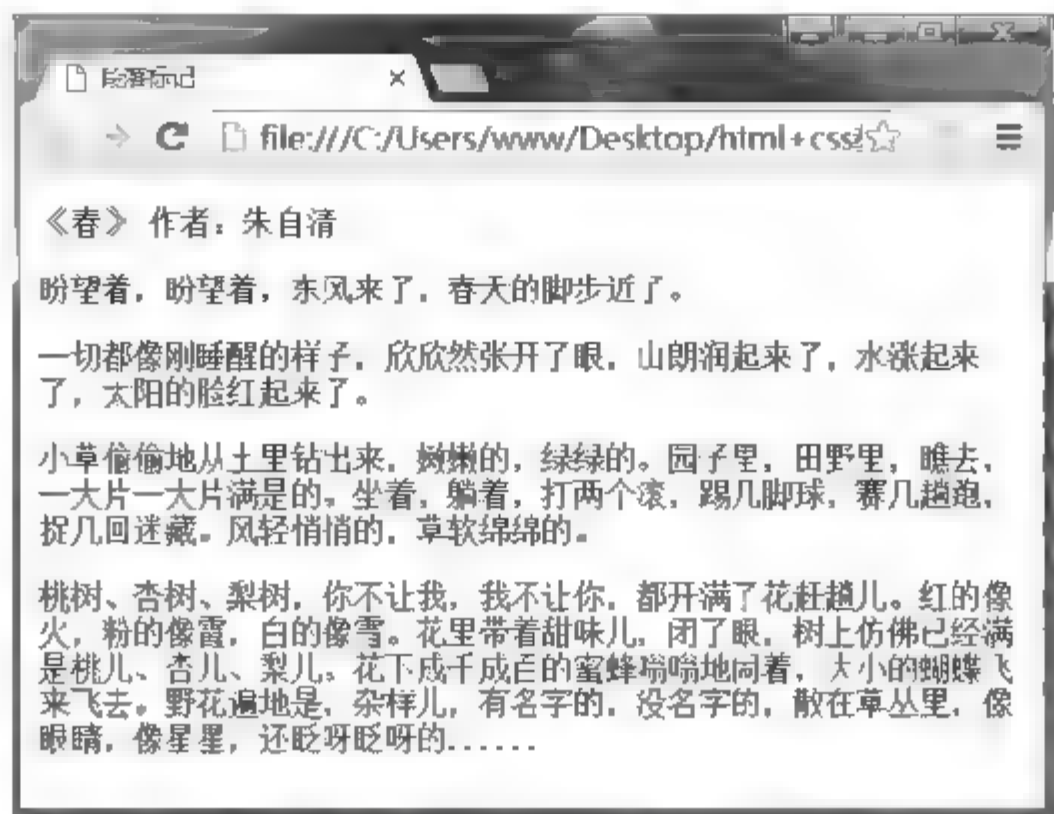 段落标记
file:///C:/Users/www/Desktop/html+css
《春》 作者：朱自清
盼望着，盼望着，东风来了，春天的脚步近了。
一切都像刚睡醒的样子，欣欣然张开了眼。山朗润起来了，水涨起来
了，太阳的脸红起来了。
小草偷偷地从土里钻出来，嫩嫩的，绿绿的。园子里，田野里，瞧去，
一大片一大片满是的。坐着，躺着，打两个滚，踢几脚球，赛几趟跑，
捉几回迷藏。风轻悄悄的，草软绵绵的。
桃树、杏树、梨树，你不让我，我不让你，都开满了花赶趟儿。红的像
火，粉的像霞，白的像雪。花里带着甜味儿，闭了眼，树上仿佛已经满
是桃儿、杏儿、梨儿。花下成千成百的蜜蜂嗡嗡地闹着，大小的蝴蝶飞
来飞去。野花遍地是，杂样儿，有名字的，没名字的，散在草丛里，像
眼睛，像星星，还眨呀眨呀的......